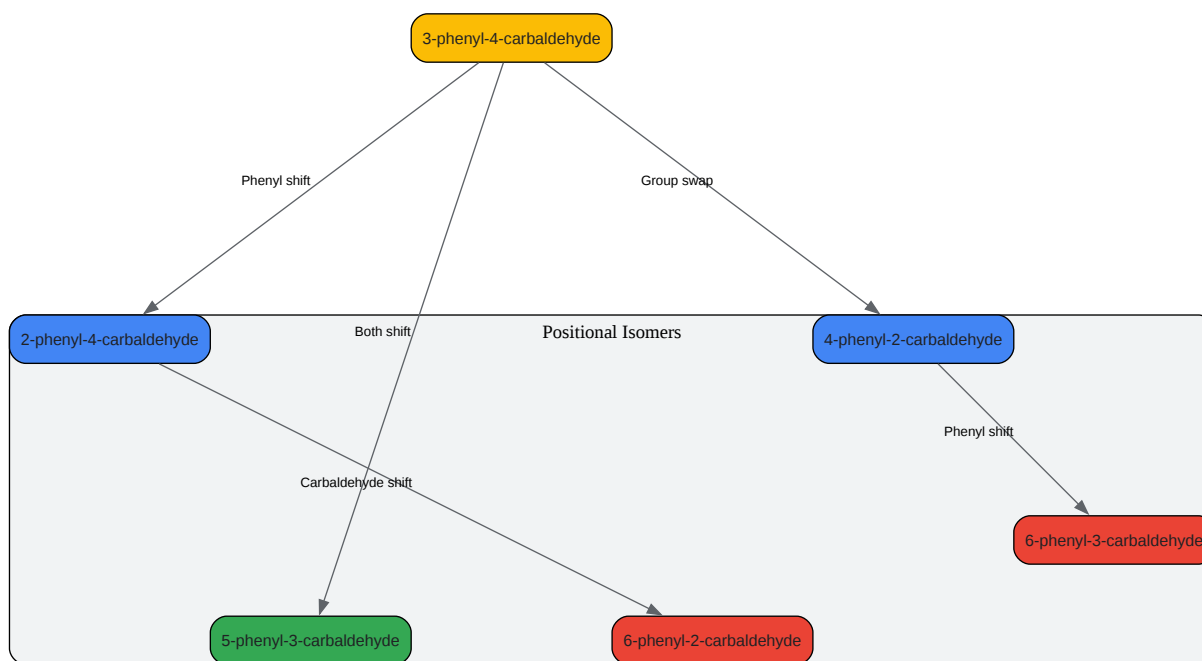 3-phenyl-4-carbaldehyde
Phenyl shift
Group swap
2-phenyl-4-carbaldehyde
Both shift
Positional Isomers
4-phenyl-2-carbaldehyde
Phenyl shift
Carbaldehyde shift
6-phenyl-3-carbaldehyde
5-phenyl-3-carbaldehyde
6-phenyl-2-carbaldehyde